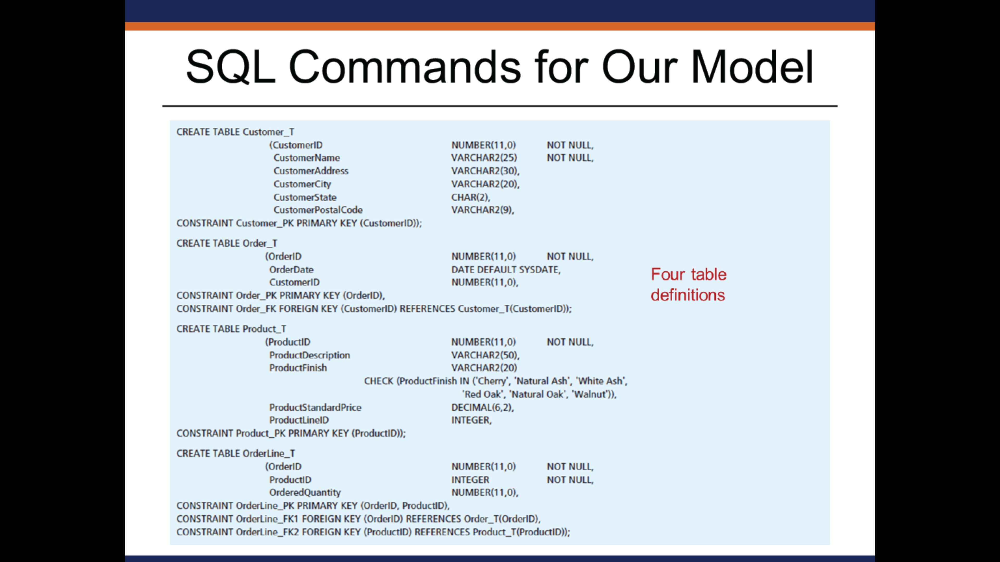 SQL Commands for Our Model
CREATE TABLE Customer_T
(CustomerID NUMBER(11,0) NOT NULL,
CustomerName VARCHAR2(25) NOT NULL,
CustomerAddress VARCHAR2(30),
CustomerCity VARCHAR2(20),
CustomerState CHAR(2),
CustomerPostalCode VARCHAR2(9),
CONSTRAINT Customer_PK PRIMARY KEY (CustomerID));
CREATE TABLE Order_T
(OrderID NUMBER(11,0) NOT NULL,
OrderDate DATE DEFAULT SYSDATE,
CustomerID NUMBER(11,0),
CONSTRAINT Order_PK PRIMARY KEY (OrderID),
CONSTRAINT Order_FK FOREIGN KEY (CustomerID) REFERENCES Customer_T(CustomerID));
CREATE TABLE Product_T
(ProductID NUMBER(11,0) NOT NULL,
ProductDescription VARCHAR2(50),
ProductFinish VARCHAR2(20)
CHECK (ProductFinish IN ('Cherry', 'Natural Ash', 'White Ash',
'Red Oak', 'Natural Oak', 'Walnut')),
ProductStandardPrice DECIMAL(6,2),
ProductLineID INTEGER,
CONSTRAINT Product_PK PRIMARY KEY (ProductID));
CREATE TABLE OrderLine_T
(OrderID NUMBER(11,0) NOT NULL,
ProductID INTEGER NOT NULL,
OrderedQuantity NUMBER(11,0),
CONSTRAINT OrderLine_PK PRIMARY KEY (OrderID, ProductID),
CONSTRAINT OrderLine_FK1 FOREIGN KEY (OrderID) REFERENCES Order_T(OrderID),
CONSTRAINT OrderLine_FK2 FOREIGN KEY (ProductID) REFERENCES Product_T(ProductID));
Four table
definitions